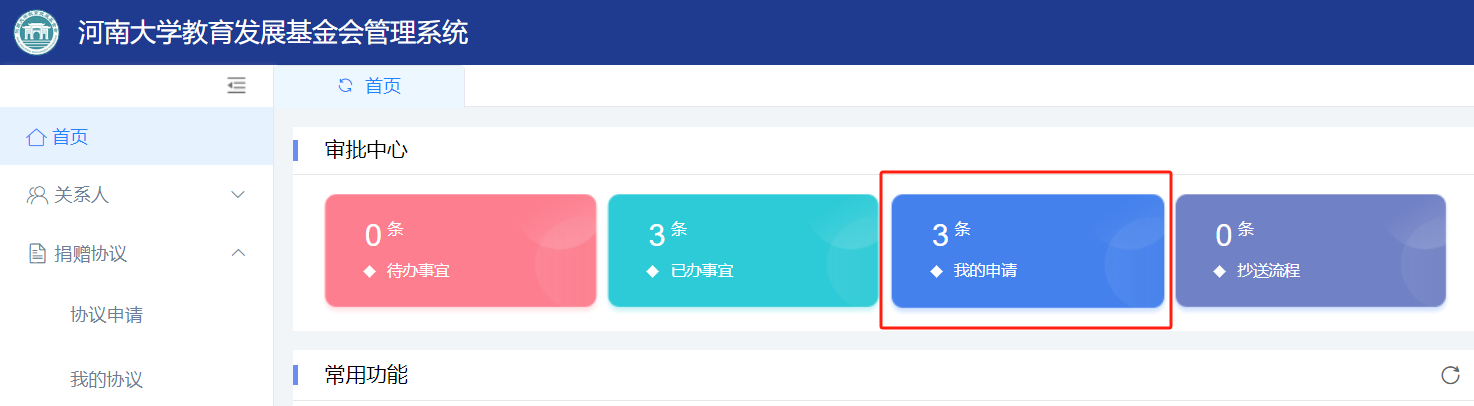 河南大学教育发展基金会管理系统
首页
首页
关系人
捐赠协议
协议申请
我的协议
审批中心
0 条
待办事宜
3 条
已办事宜
3 条
我的申请
0 条
抄送流程
常用功能